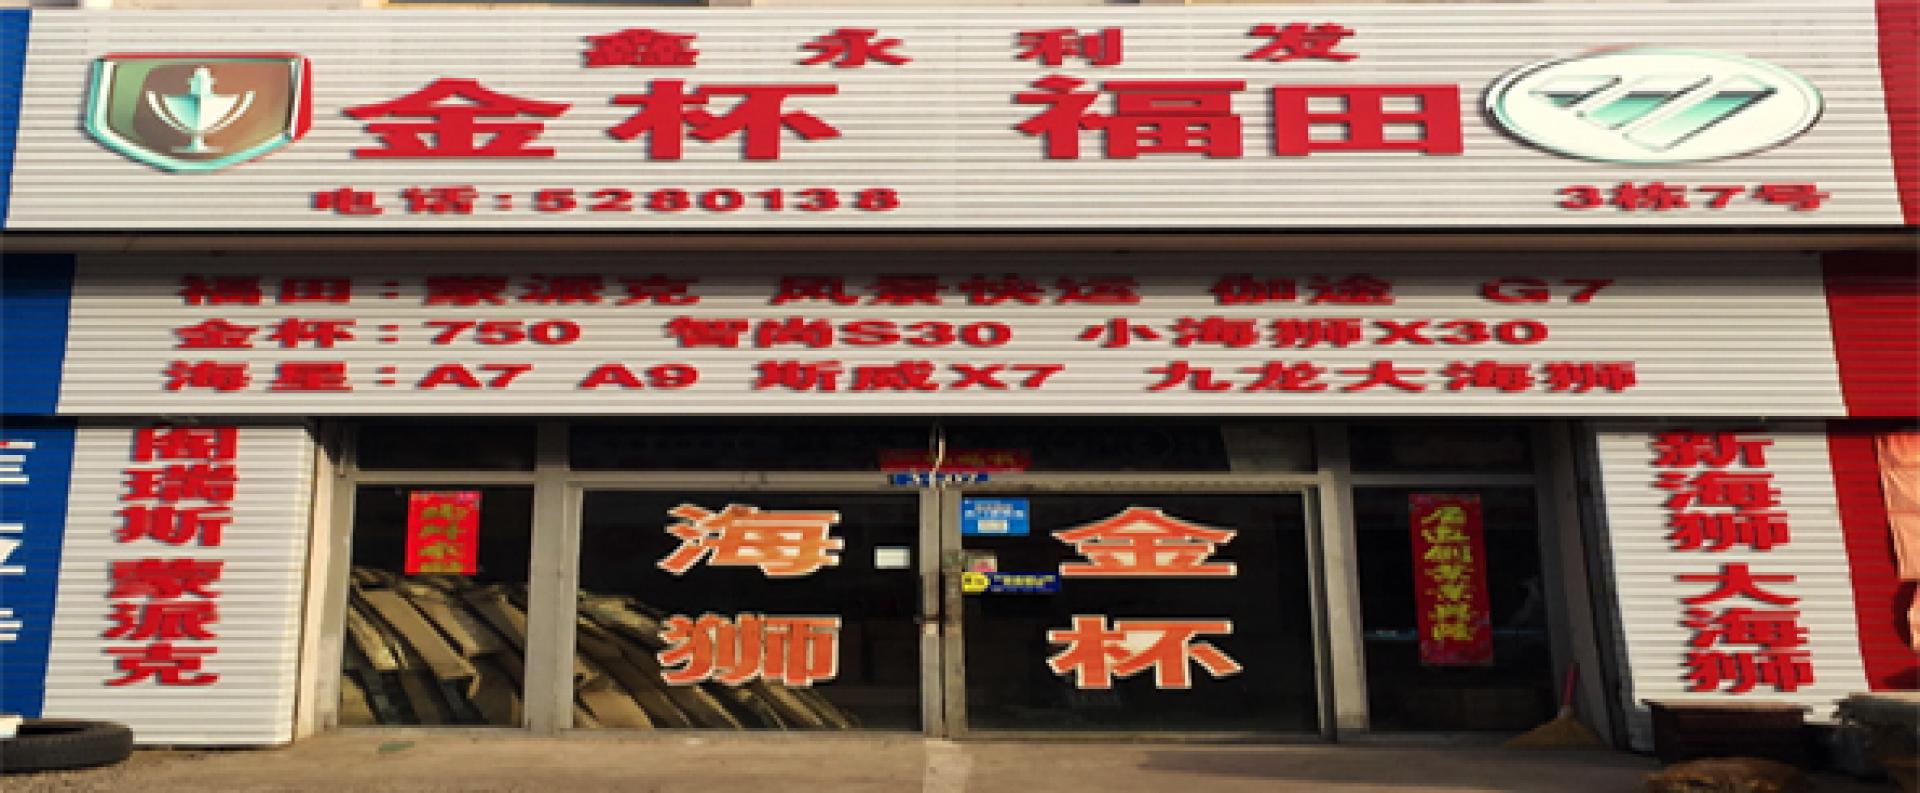 鑫永利发
金杯 福田
电话:5280138
3栋7号
福田:蒙派克 风景快运 伽途 G7
金杯:750 智尚S30 小海狮X30
海星:A7 A9 斯威X7 九龙大海狮
阁瑞斯 蒙派克
海狮
金杯
新海狮 大海狮